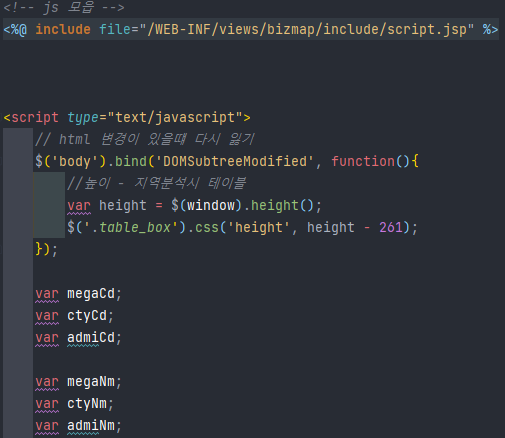 <!-- js 모음 -->
<%@ include file="/WEB-INF/views/bizmap/include/script.jsp" %>
<script type="text/javascript">
// html 변경이 있을떄 다시 잃기
$('body').bind('DOMSubtreeModified', function(){
//높이 - 지역분석시 테이블
var height = $(window).height();
$('.table_box').css('height', height - 261);
});
var megaCd;
var ctyCd;
var admiCd;
var megaNm;
var ctyNm;
var admiNm;